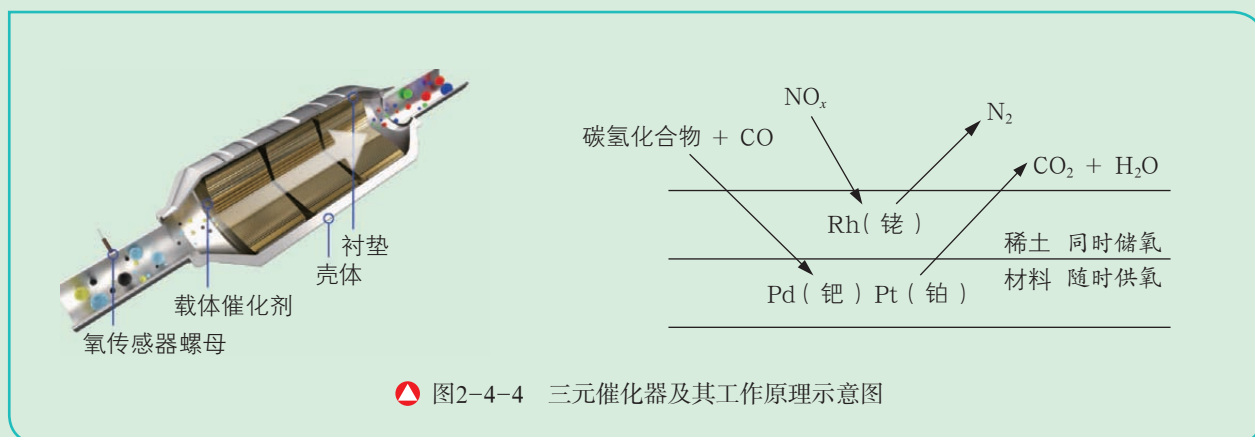 衬垫
壳体
载体催化剂
氧传感器螺母
NOx
N2
碳氢化合物 + CO
CO2 + H2O
Rh(铑)
稀土 同时储氧
Pd(钯)Pt(铂)
材料 随时供氧
图2-4-4 三元催化器及其工作原理示意图